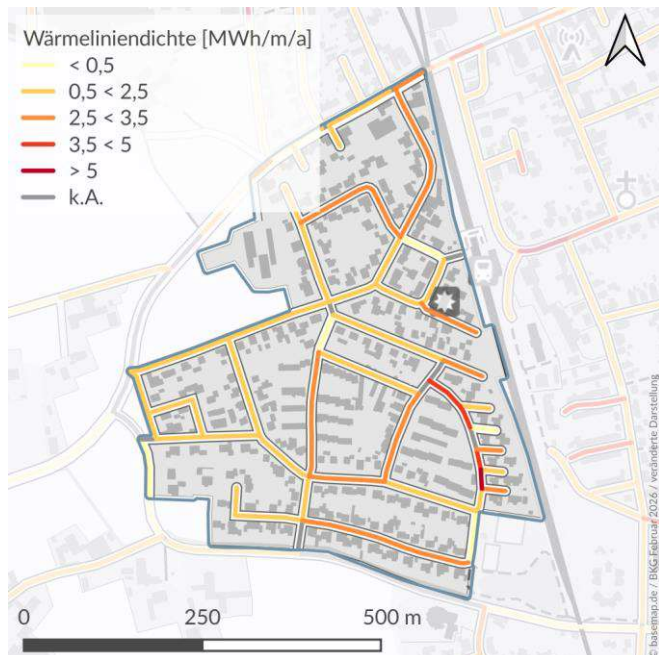 Wärmeliniendichte [MWh/m/a]
< 0,5
0,5 < 2,5
2,5 < 3,5
3,5 < 5
> 5
k.A.
0 250 500 m
© basemap.de / BKG Februar 2026 / veränderte Darstellung